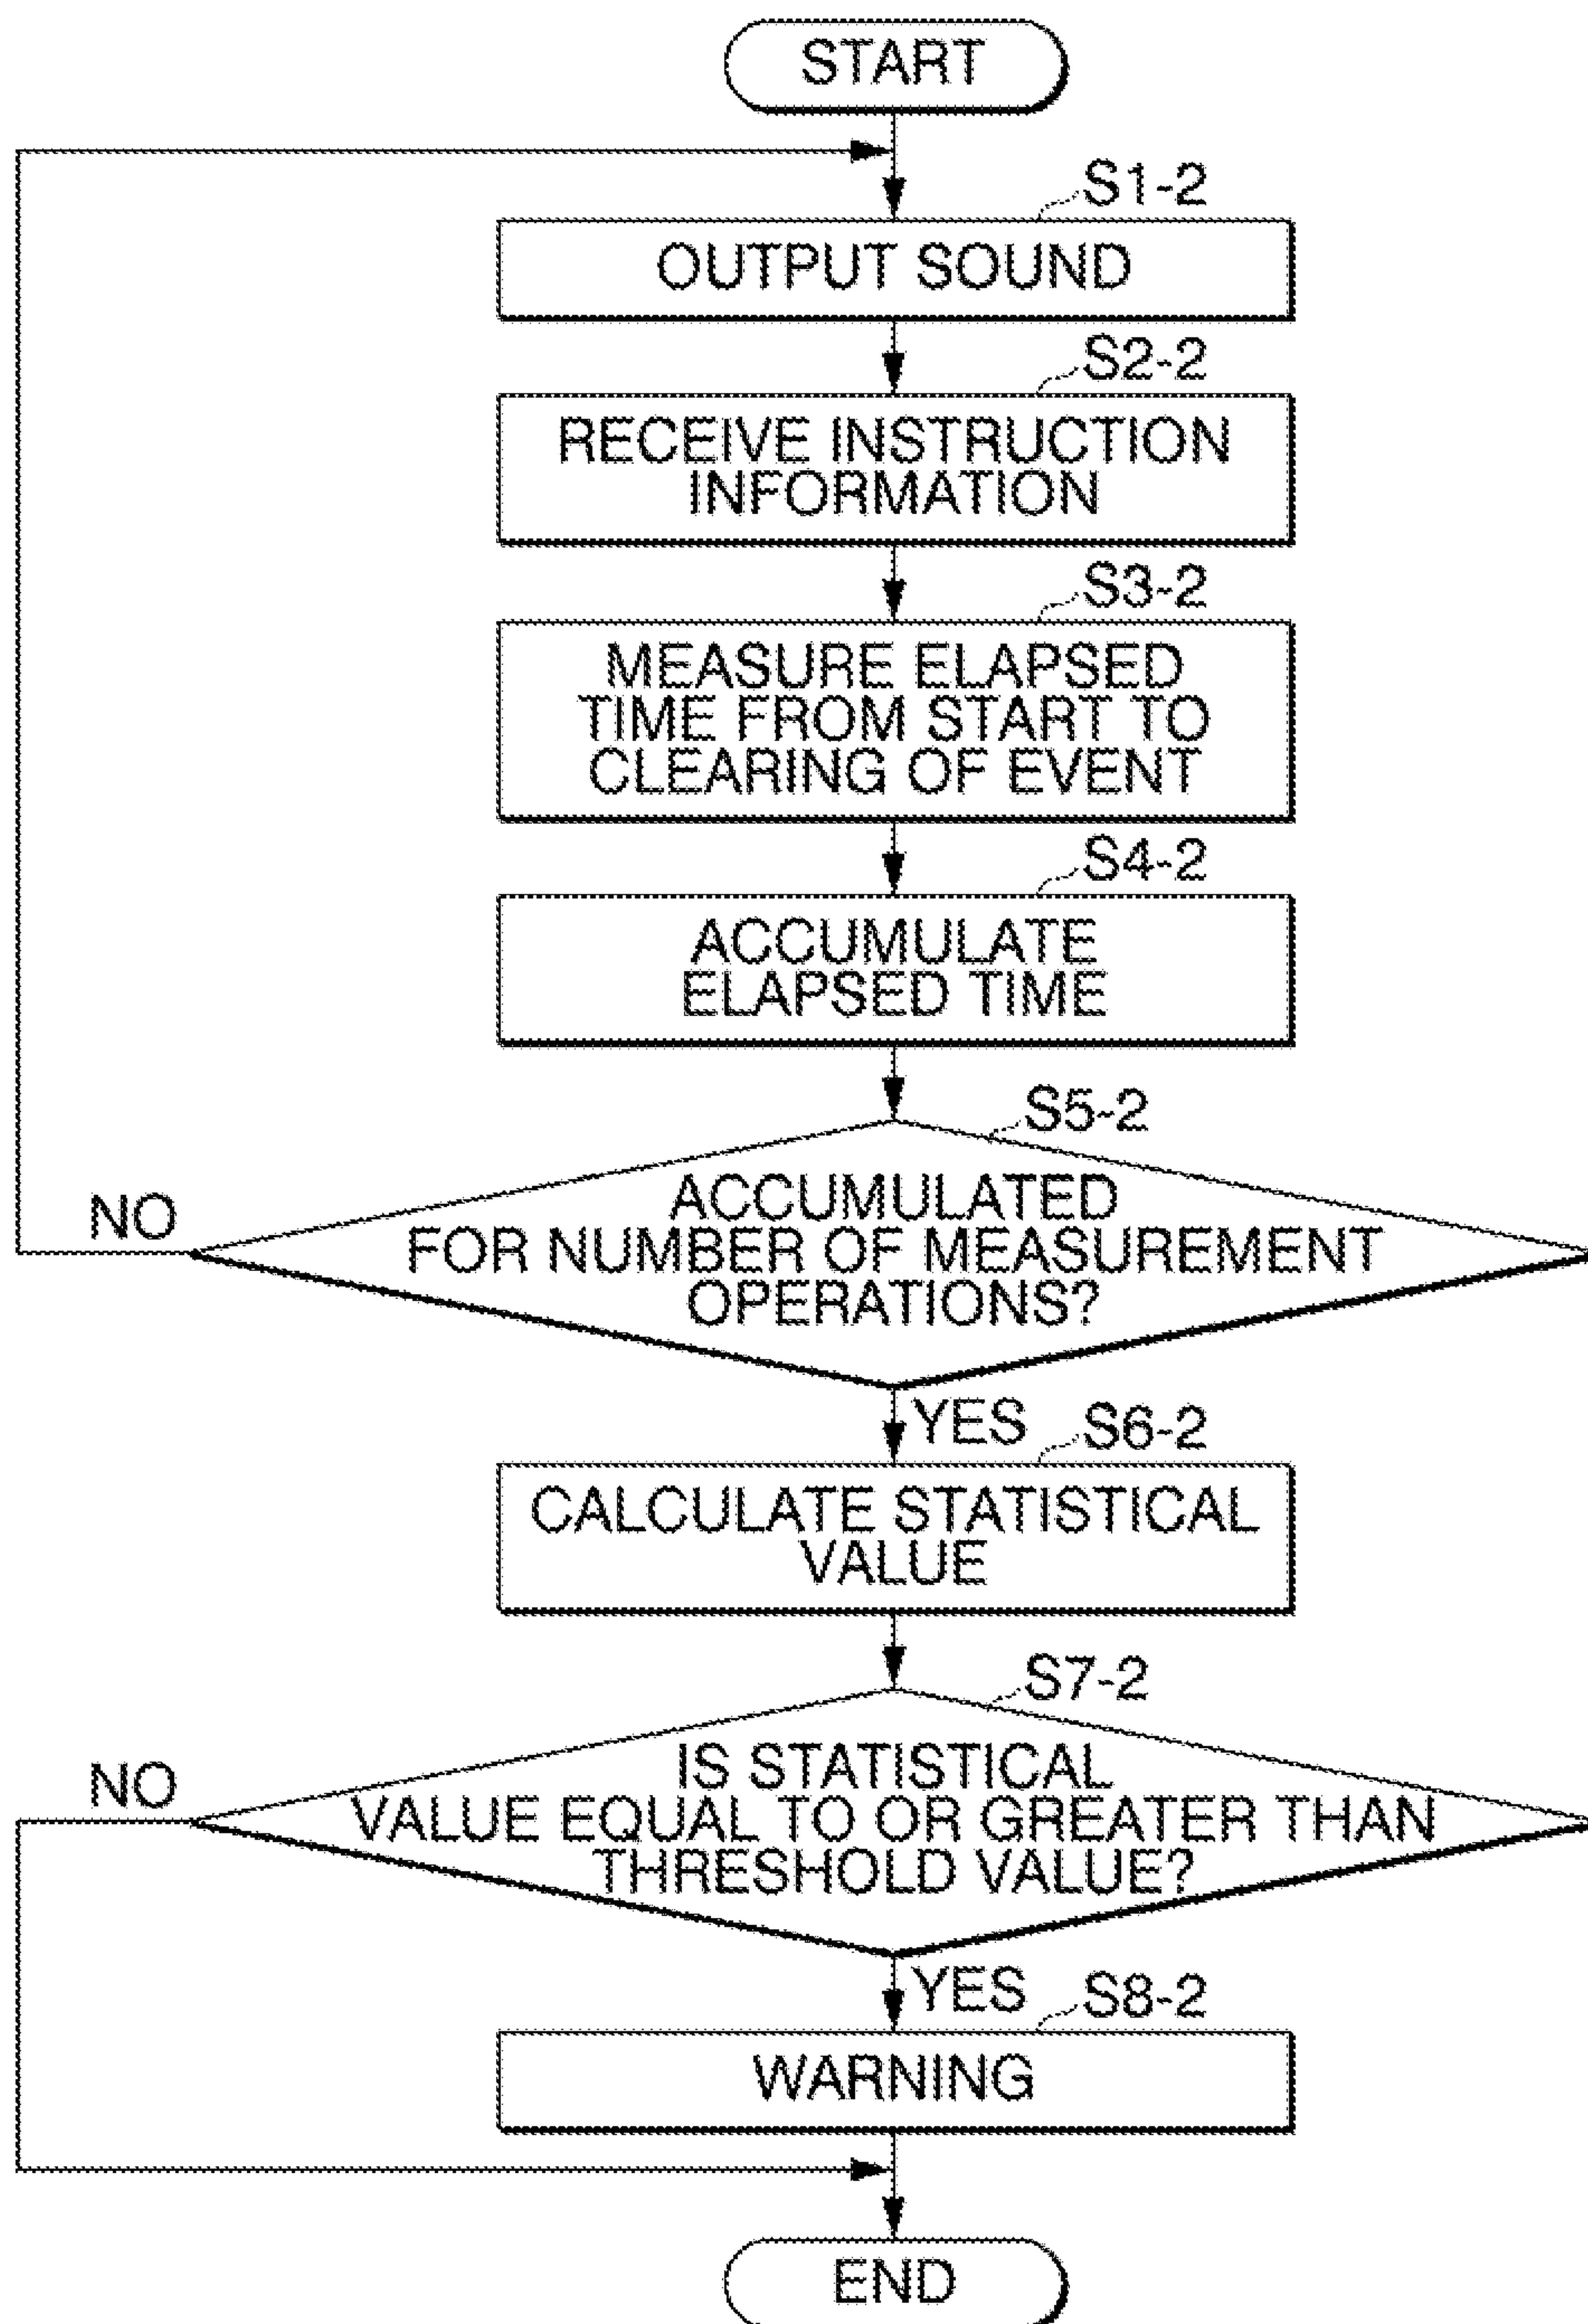 START
S1-2
OUTPUT SOUND
S2-2
RECEIVE INSTRUCTION
INFORMATION
S3-2
MEASURE ELAPSED
TIME FROM START TO
CLEARING OF EVENT
S4-2
ACCUMULATE
ELAPSED TIME
S5-2
NO
ACCUMULATED
FOR NUMBER OF MEASUREMENT
OPERATIONS?
YES
S6-2
CALCULATE STATISTICAL
VALUE
S7-2
NO
IS STATISTICAL
VALUE EQUAL TO OR GREATER THAN
THRESHOLD VALUE?
YES
S8-2
WARNING
END